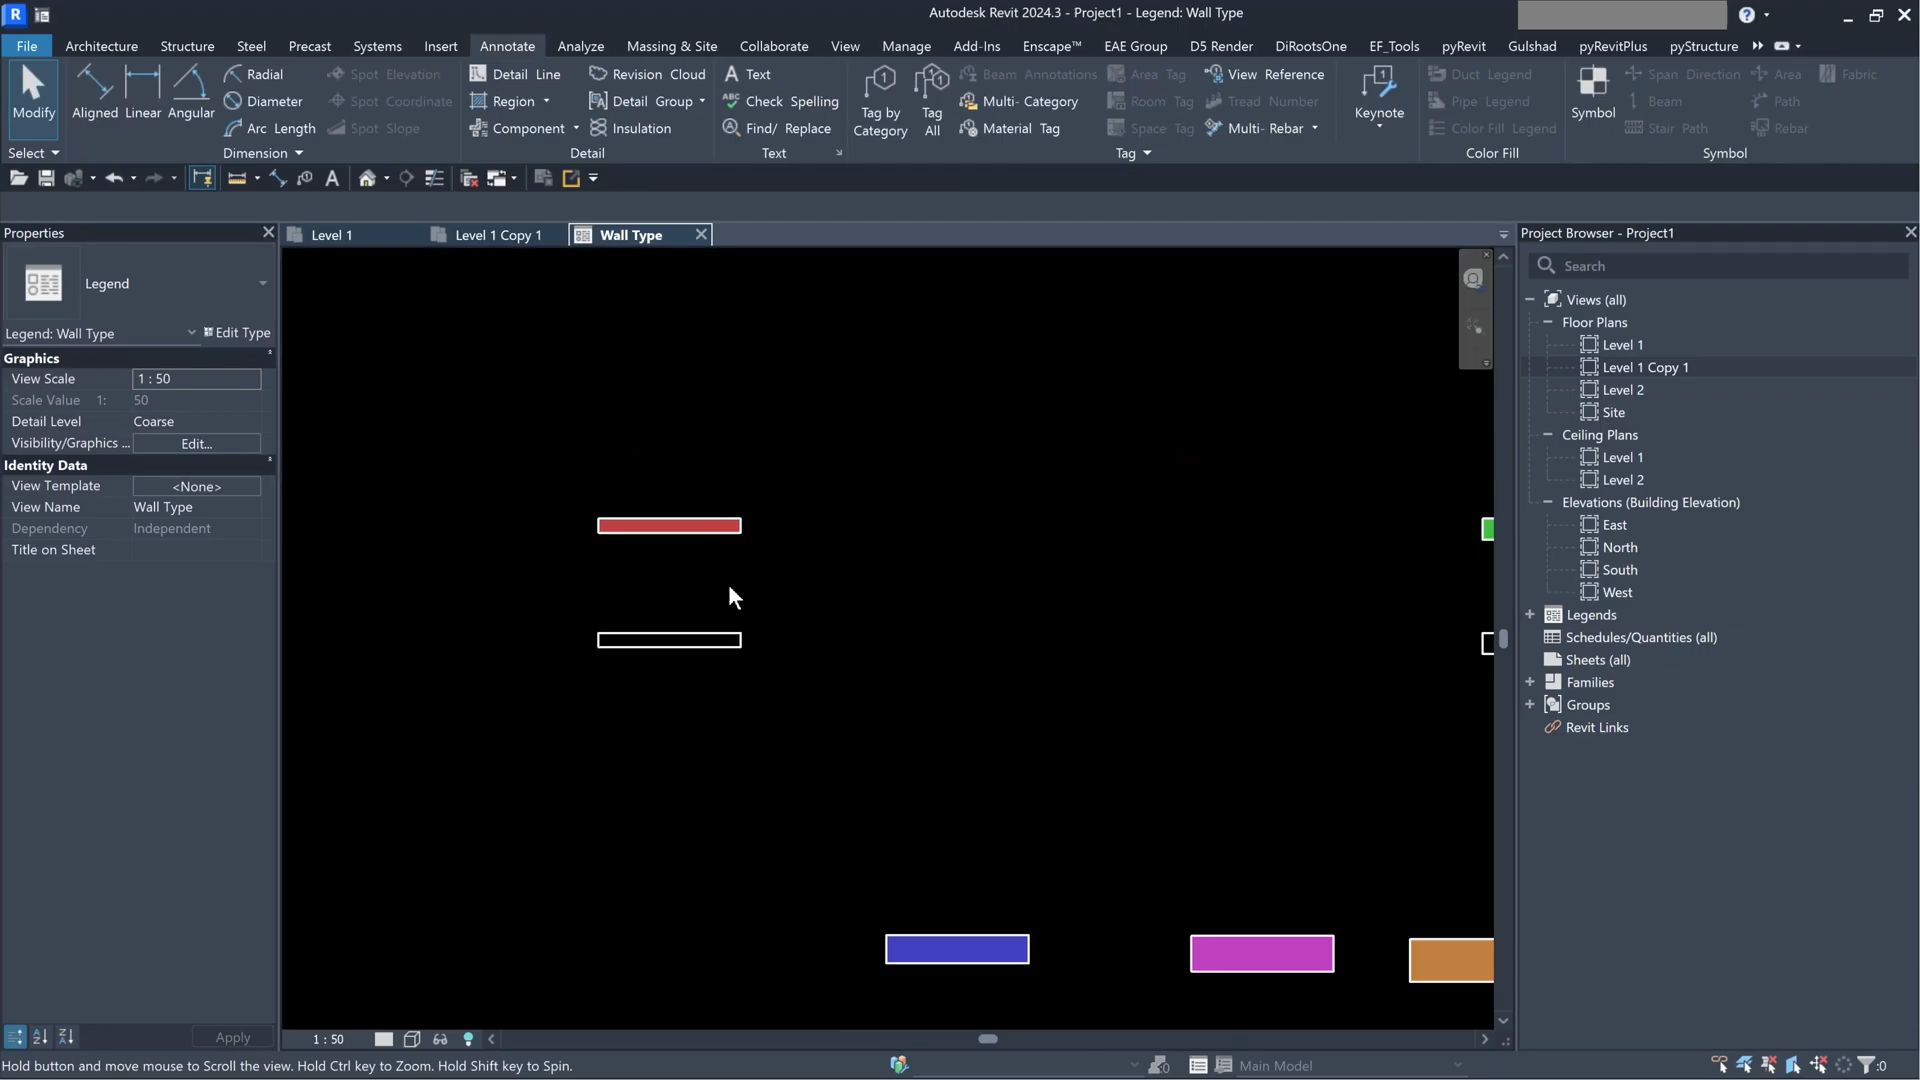 Autodesk Revit 2024.3 - Project1 - Legend: Wall Type
File Architecture Structure Steel Precast Systems Insert Annotate Analyze Massing & Site Collaborate View Manage Add-Ins Enscape™ EAE Group D5 Render DiRootsOne EF_Tools pyRevit Gulshad pyRevitPlus pyStructure
Modify
Aligned Linear Angular
Radial
Diameter
Arc Length
Spot Elevation
Spot Coordinate
Spot Slope
Detail Line
Region
Component
Revision Cloud
Detail Group
Insulation
Text
Check Spelling
Find/ Replace
Tag by Category
Tag All
Beam Annotations
Multi- Category
Material Tag
Area Tag
Room Tag
Space Tag
View Reference
Tread Number
Multi- Rebar
Keynote
Duct Legend
Pipe Legend
Color Fill Legend
Symbol
Span Direction
Beam
Stair Path
Area
Path
Rebar
Fabric
Select Dimension Detail Text Tag Color Fill Symbol
Properties
Level 1 Level 1 Copy 1 Wall Type
Legend
Legend: Wall Type Edit Type
Graphics
View Scale 1 : 50
Scale Value 1: 50
Detail Level Coarse
Visibility/Graphics ... Edit...
Identity Data
View Template <None>
View Name Wall Type
Dependency Independent
Title on Sheet
Apply
Project Browser - Project1
Search
Views (all)
Floor Plans
Level 1
Level 1 Copy 1
Level 2
Site
Ceiling Plans
Level 1
Level 2
Elevations (Building Elevation)
East
North
South
West
Legends
Schedules/Quantities (all)
Sheets (all)
Families
Groups
Revit Links
1 : 50
Hold button and move mouse to Scroll the view. Hold Ctrl key to Zoom. Hold Shift key to Spin.
:0
Main Model
:0